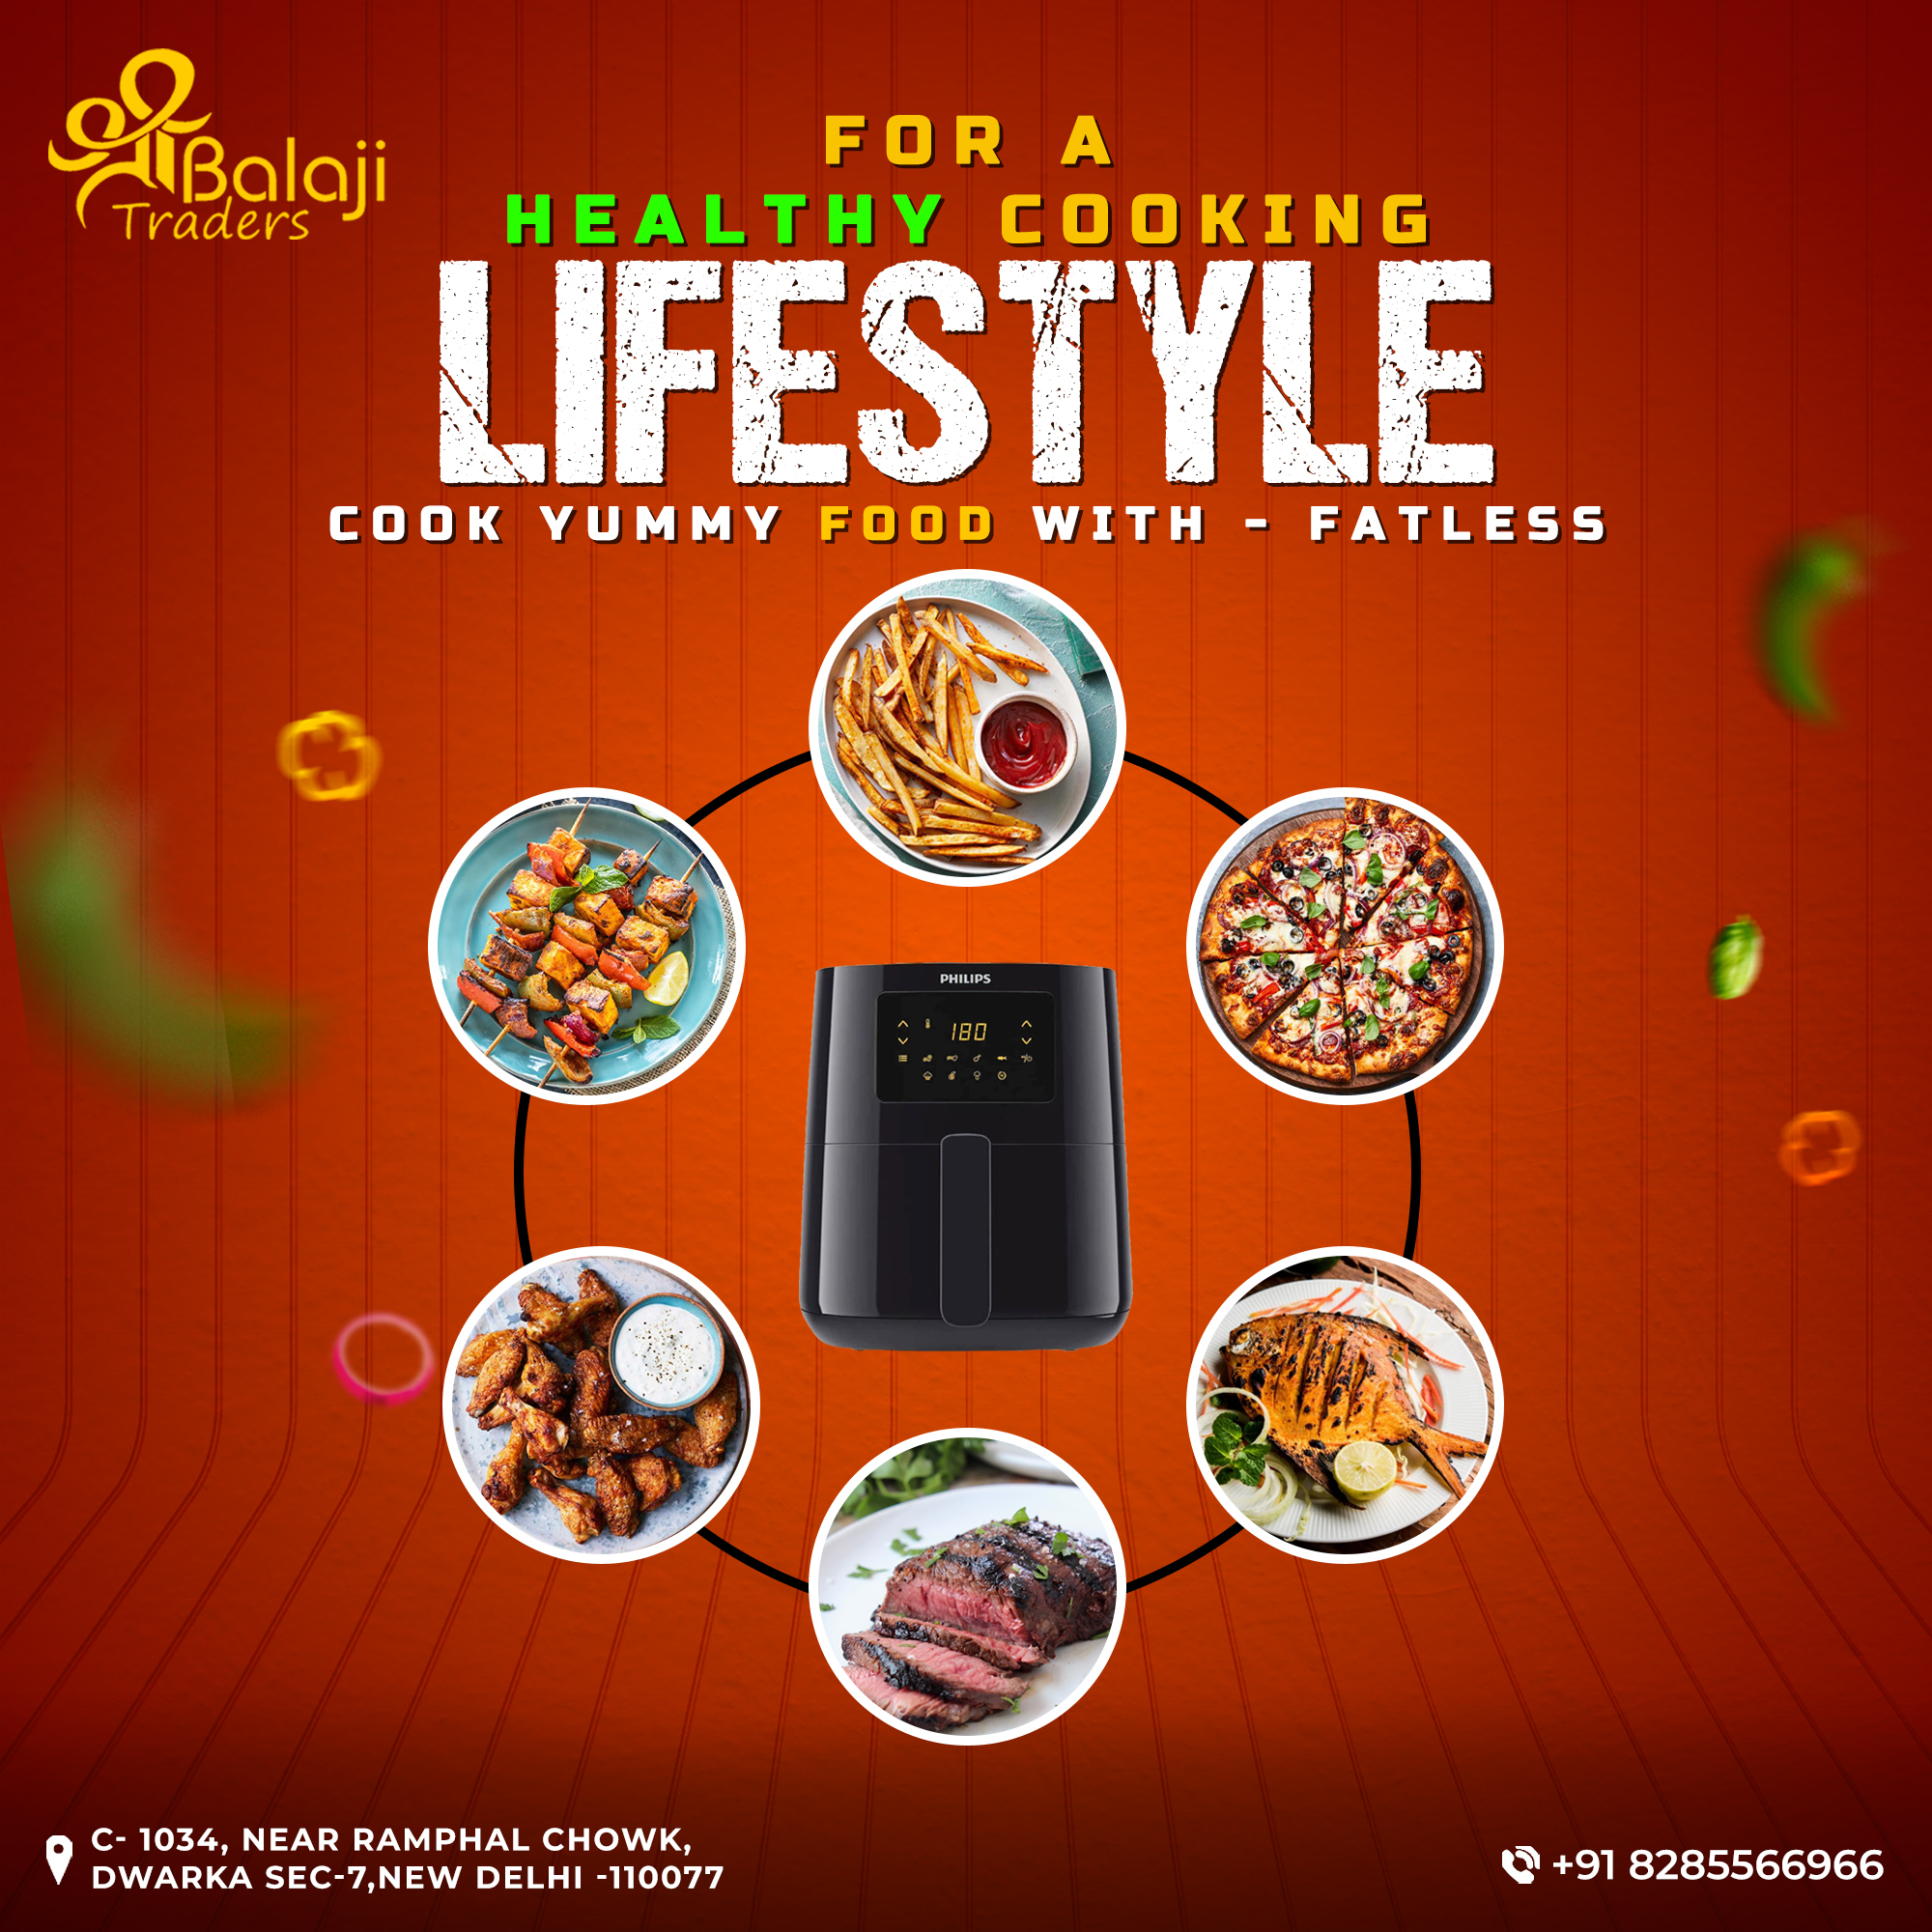 श्री Balaji
Traders
FOR A
HEALTHY COOKING
LIFESTYLE
COOK YUMMY FOOD WITH - FATLESS
PHILIPS
180
C- 1034, NEAR RAMPHAL CHOWK,
DWARKA SEC-7,NEW DELHI -110077
+91 8285566966